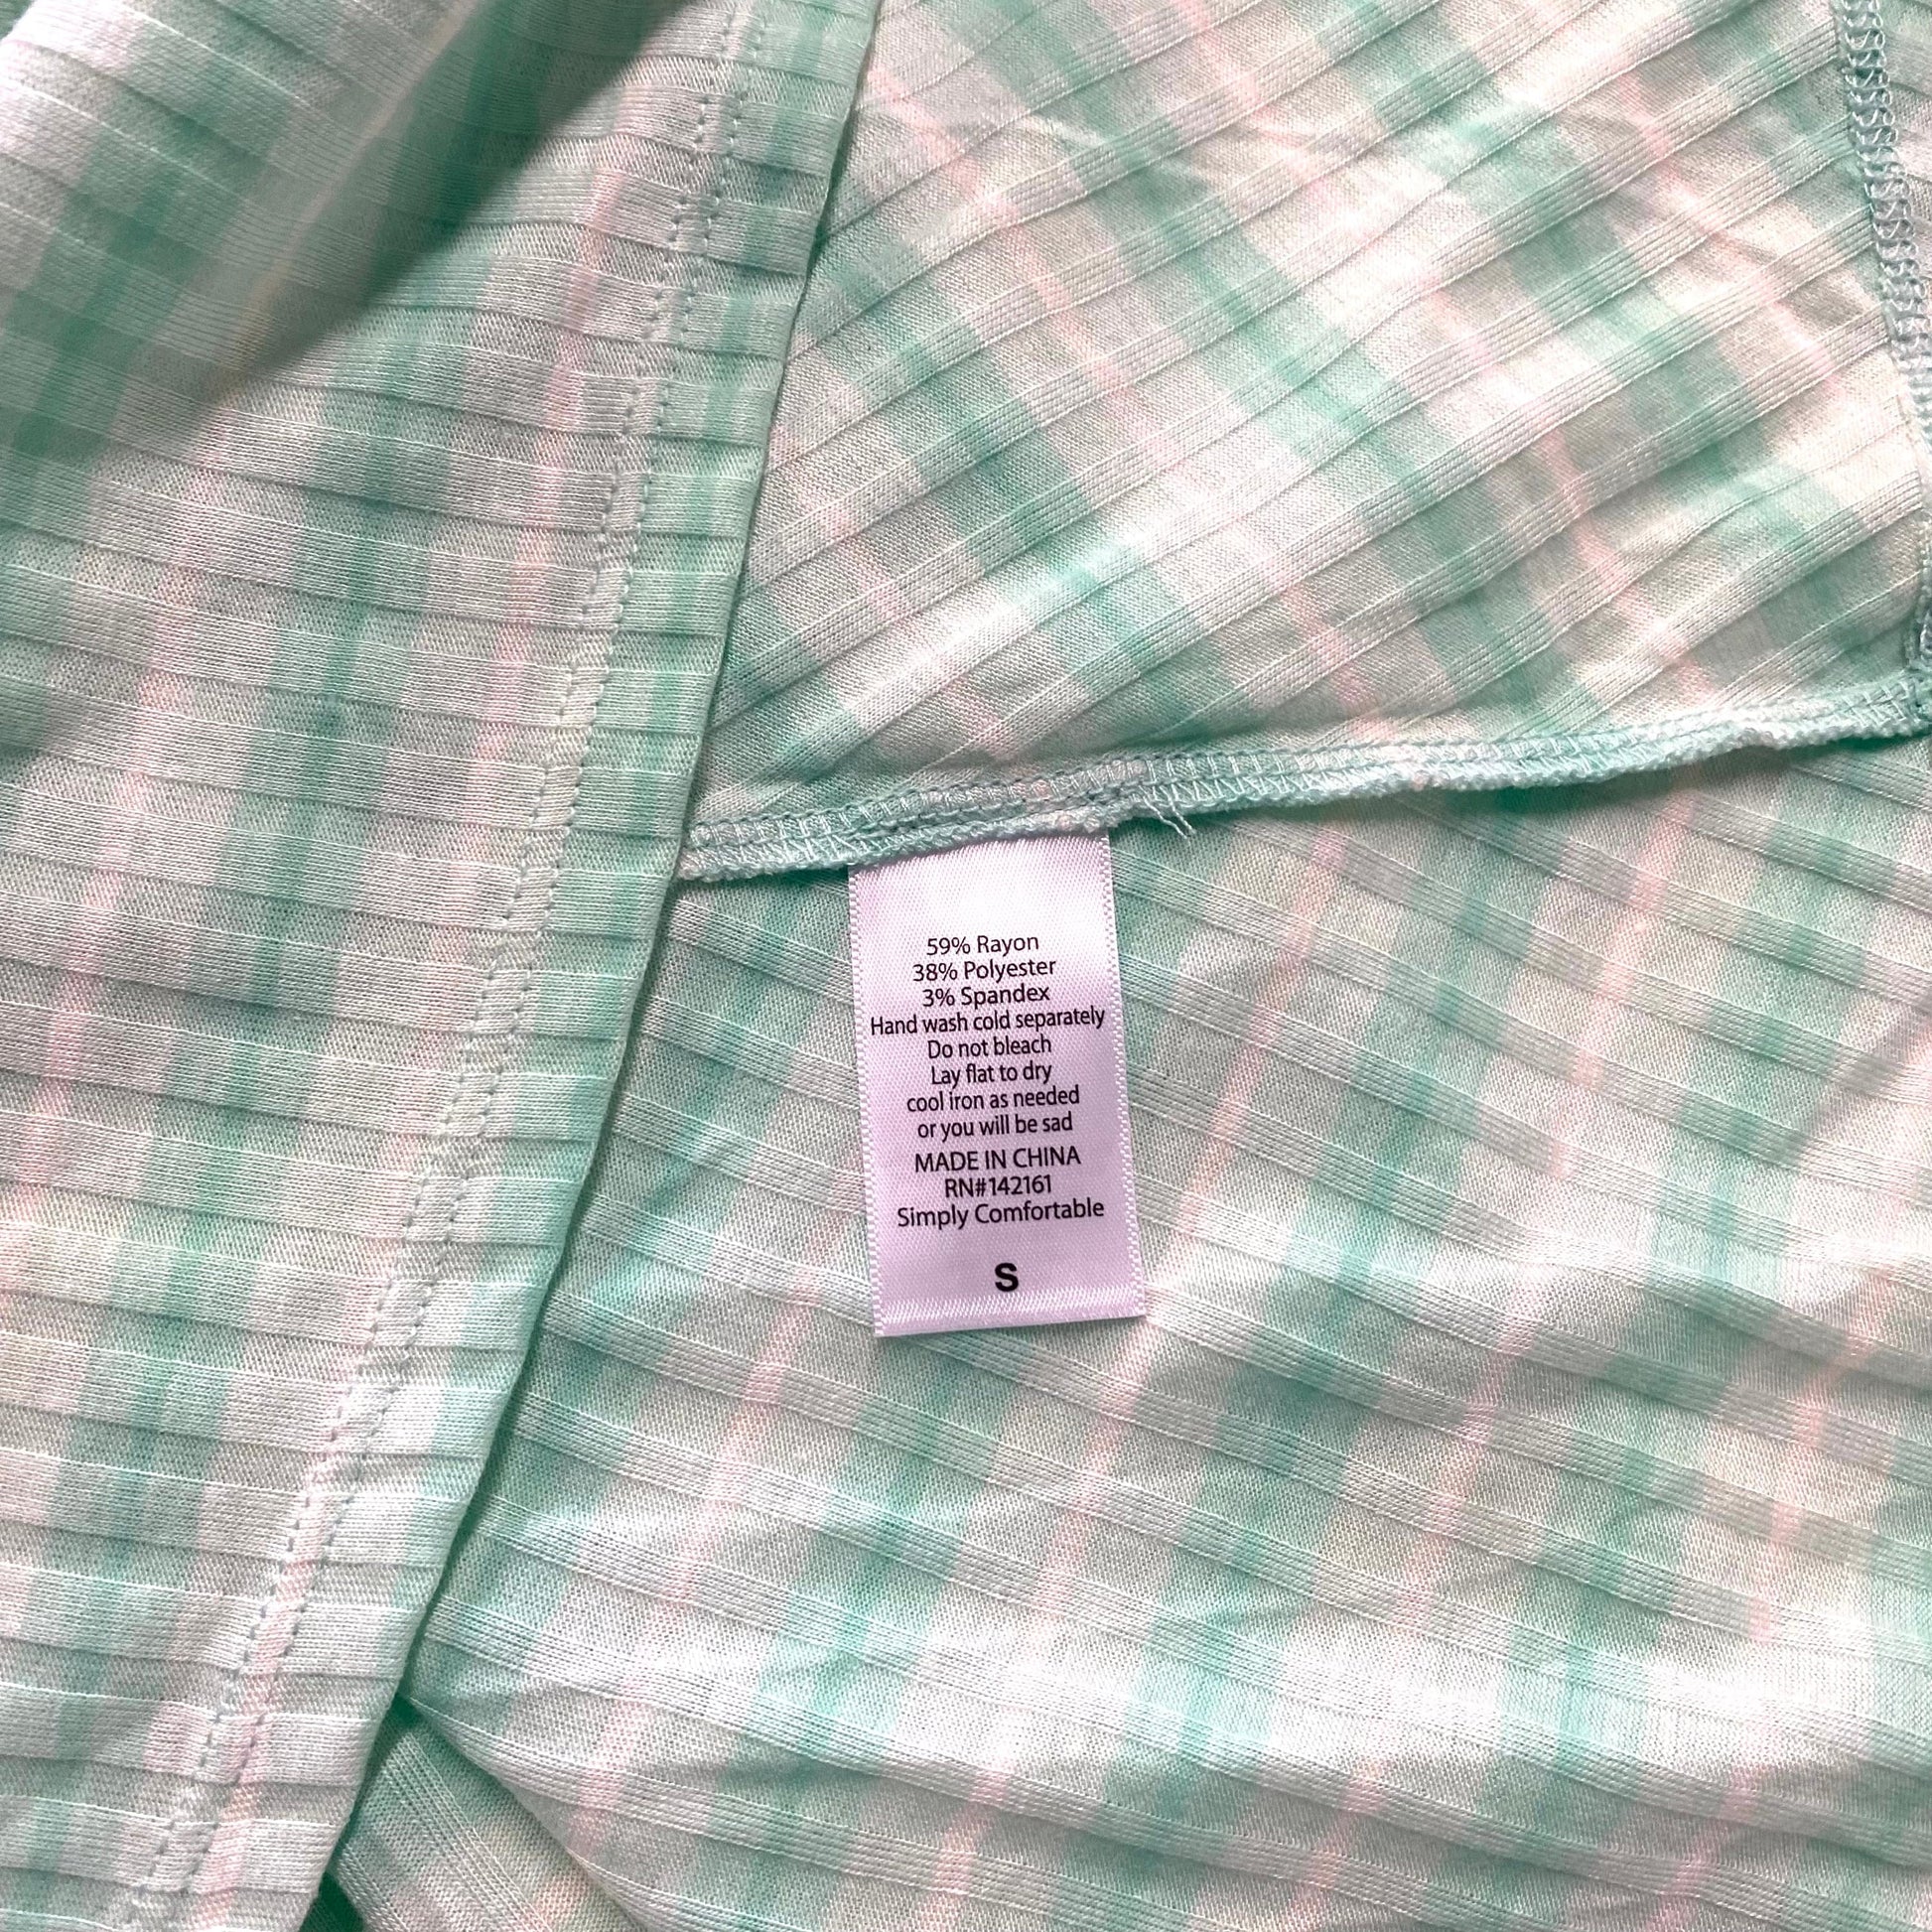 59% Rayon
38% Polyester
3% Spandex
Hand wash cold separately
Do not bleach
Lay flat to dry
cool iron as needed
or you will be sad
MADE IN CHINA
RN#142161
Simply Comfortable
S